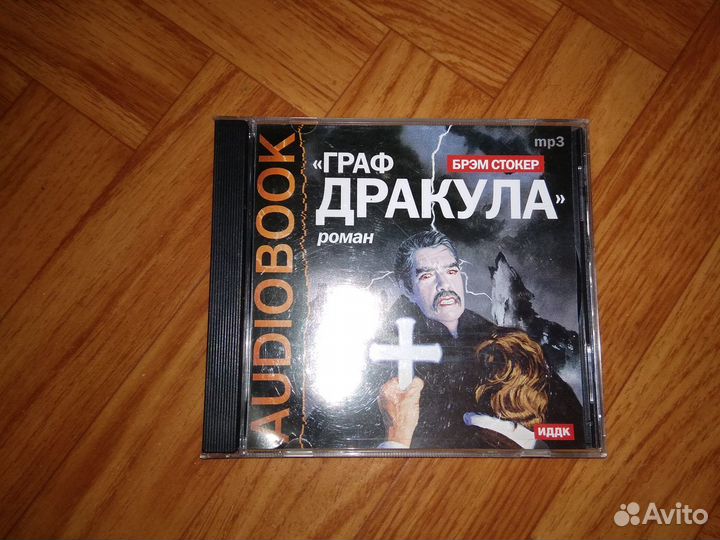 AUDIOBOOK
mp3
«ГРАФ
БРЭМ СТОКЕР
ДРАКУЛА»
роман
ИДДК
Avito